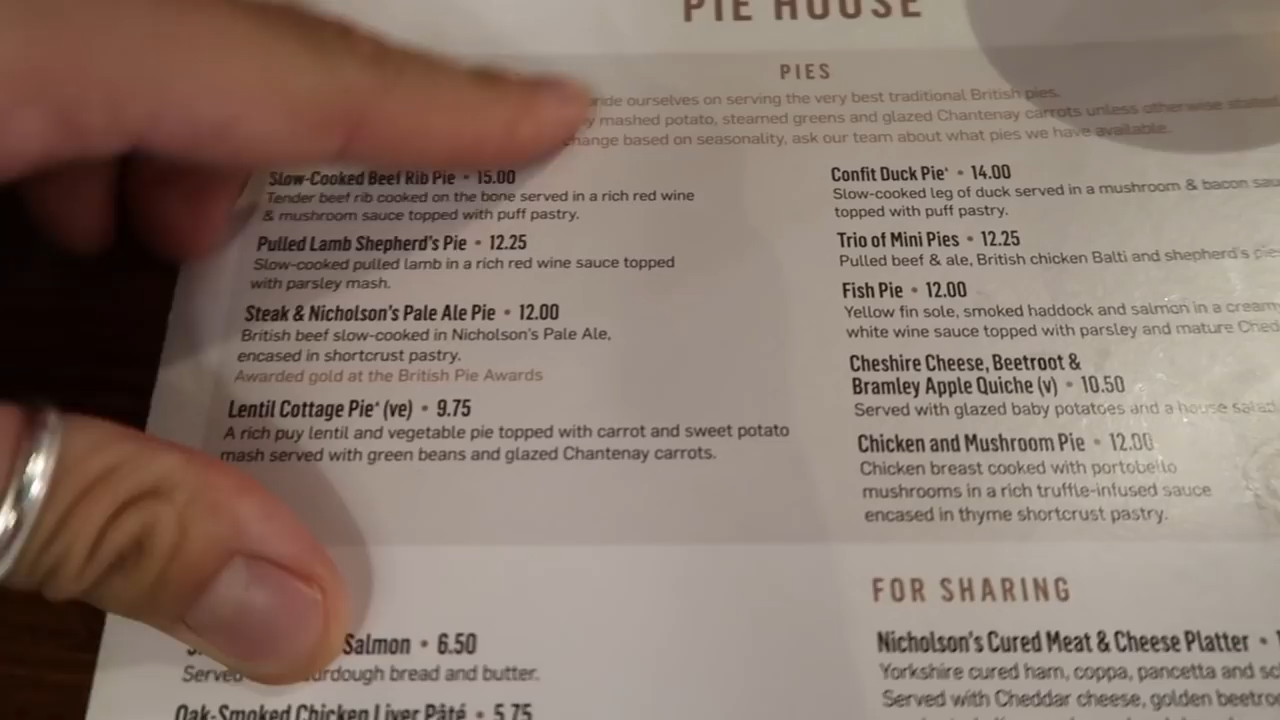 PIE HOUSE
PIES
ride ourselves on serving the very best traditional British pies.
mashed potato, steamed greens and glazed Chantenay carrots unless otherwise stated
hange based on seasonality, ask our team about what pies we have available.
Slow-Cooked Beef Rib Pie • 15.00
Tender beef rib cooked on the bone served in a rich red wine
& mushroom sauce topped with puff pastry.
Pulled Lamb Shepherd's Pie • 12.25
Slow-cooked pulled lamb in a rich red wine sauce topped
with parsley mash.
Steak & Nicholson's Pale Ale Pie • 12.00
British beef slow-cooked in Nicholson's Pale Ale,
encased in shortcrust pastry.
Awarded gold at the British Pie Awards
Lentil Cottage Pie* (ve) • 9.75
A rich puy lentil and vegetable pie topped with carrot and sweet potato
mash served with green beans and glazed Chantenay carrots.
Confit Duck Pie* • 14.00
Slow-cooked leg of duck served in a mushroom & bacon sau
topped with puff pastry.
Trio of Mini Pies • 12.25
Pulled beef & ale, British chicken Balti and shepherd's pie
Fish Pie • 12.00
Yellow fin sole, smoked haddock and salmon in a cream
white wine sauce topped with parsley and mature Ched
Cheshire Cheese, Beetroot &
Bramley Apple Quiche (v) • 10.50
Served with glazed baby potatoes and a house salad
Chicken and Mushroom Pie • 12.00
Chicken breast cooked with portobello
mushrooms in a rich truffle-infused sauce
encased in thyme shortcrust pastry.
Salmon • 6.50
Served urdough bread and butter.
Oak-Smoked Chicken Liver Pâté • 5.75
FOR SHARING
Nicholson's Cured Meat & Cheese Platter • 1
Yorkshire cured ham, coppa, pancetta and sc
Served with Cheddar cheese, golden beetro